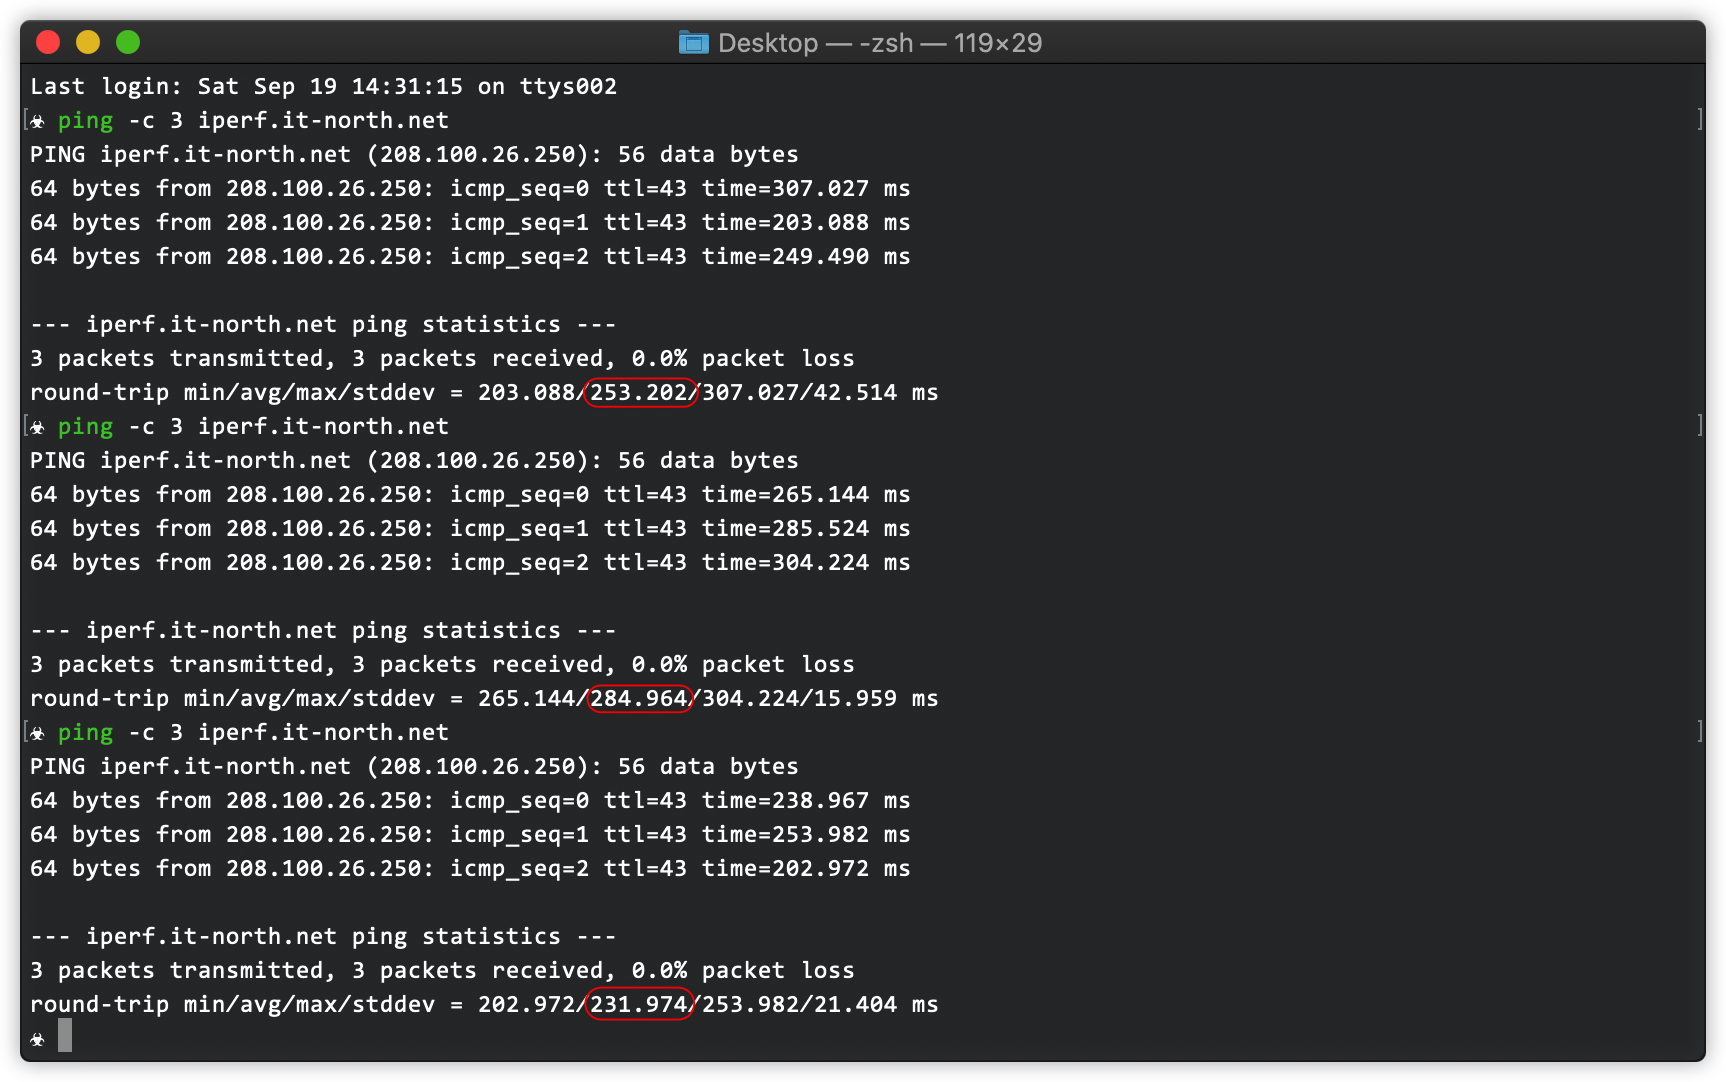 Desktop — -zsh — 119×29
Last login: Sat Sep 19 14:31:15 on ttys002
[☣ ping -c 3 iperf.it-north.net ]
PING iperf.it-north.net (208.100.26.250): 56 data bytes
64 bytes from 208.100.26.250: icmp_seq=0 ttl=43 time=307.027 ms
64 bytes from 208.100.26.250: icmp_seq=1 ttl=43 time=203.088 ms
64 bytes from 208.100.26.250: icmp_seq=2 ttl=43 time=249.490 ms
--- iperf.it-north.net ping statistics ---
3 packets transmitted, 3 packets received, 0.0% packet loss
round-trip min/avg/max/stddev = 203.088/253.202/307.027/42.514 ms
[☣ ping -c 3 iperf.it-north.net ]
PING iperf.it-north.net (208.100.26.250): 56 data bytes
64 bytes from 208.100.26.250: icmp_seq=0 ttl=43 time=265.144 ms
64 bytes from 208.100.26.250: icmp_seq=1 ttl=43 time=285.524 ms
64 bytes from 208.100.26.250: icmp_seq=2 ttl=43 time=304.224 ms
--- iperf.it-north.net ping statistics ---
3 packets transmitted, 3 packets received, 0.0% packet loss
round-trip min/avg/max/stddev = 265.144/284.964/304.224/15.959 ms
[☣ ping -c 3 iperf.it-north.net ]
PING iperf.it-north.net (208.100.26.250): 56 data bytes
64 bytes from 208.100.26.250: icmp_seq=0 ttl=43 time=238.967 ms
64 bytes from 208.100.26.250: icmp_seq=1 ttl=43 time=253.982 ms
64 bytes from 208.100.26.250: icmp_seq=2 ttl=43 time=202.972 ms
--- iperf.it-north.net ping statistics ---
3 packets transmitted, 3 packets received, 0.0% packet loss
round-trip min/avg/max/stddev = 202.972/231.974/253.982/21.404 ms
☣